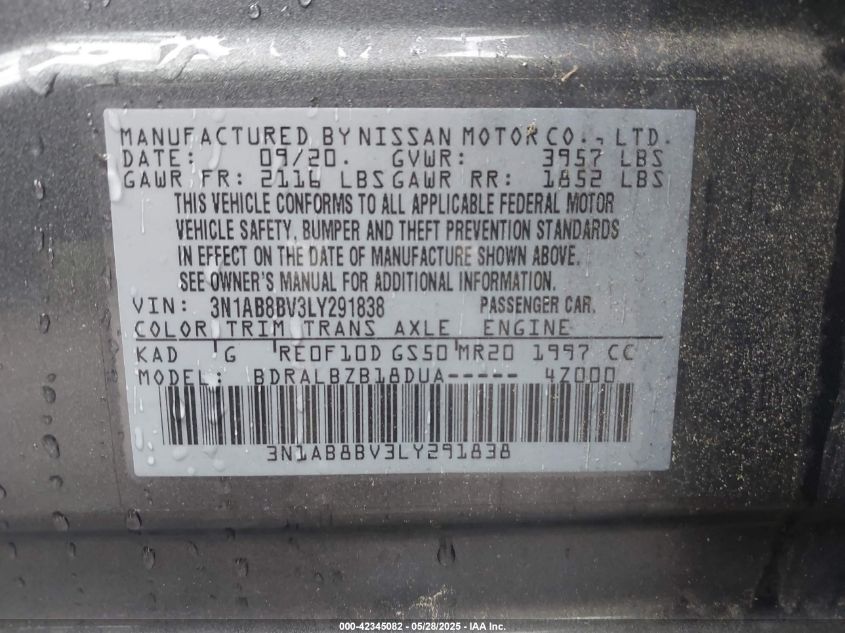 MANUFACTURED BY NISSAN MOTOR CO., LTD.
DATE: 09/20. GVWR: 3957 LBS
GAWR FR: 2116 LBS GAWR RR: 1852 LBS
THIS VEHICLE CONFORMS TO ALL APPLICABLE FEDERAL MOTOR
VEHICLE SAFETY, BUMPER AND THEFT PREVENTION STANDARDS
IN EFFECT ON THE DATE OF MANUFACTURE SHOWN ABOVE.
SEE OWNER'S MANUAL FOR ADDITIONAL INFORMATION.
VIN: 3N1AB8BV3LY291838 PASSENGER CAR.
COLOR TRIM TRANS AXLE ENGINE
KAD G RE0F10D GS50 MR20 1997 CC
MODEL: BDRALBZB18DUA----- 4Z000
3N1AB8BV3LY291838
000-42345082 - 05/28/2025 - IAA Inc.